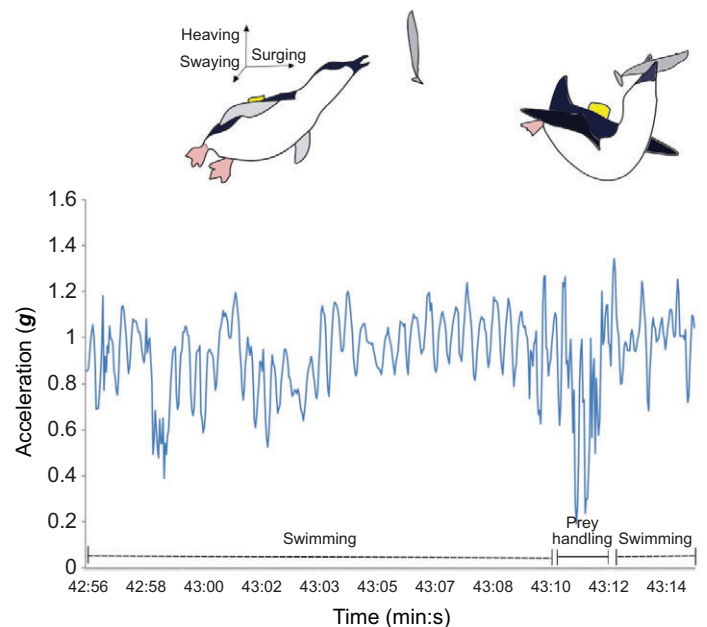 Heaving
Swaying
Surging
1.6
1.4
1.2
1
0.8
0.6
0.4
0.2
0
Acceleration (g)
Swimming
Prey
handling
Swimming
42:56 42:58 43:00 43:02 43:03 43:05 43:07 43:08 43:10 43:12 43:14
Time (min:s)